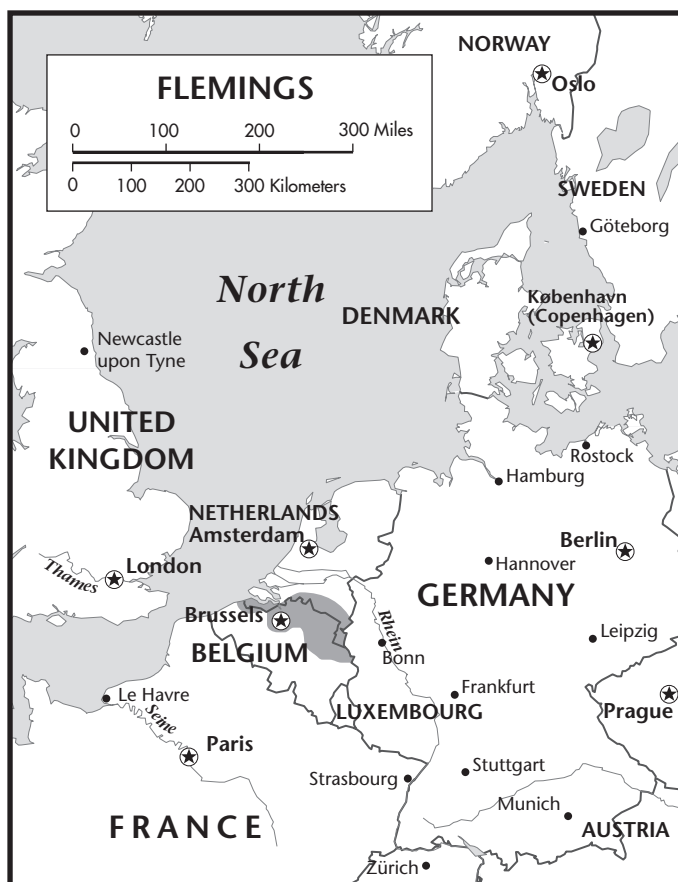 NORWAY
Oslo
FLEMINGS
0 100 200 300 Miles
0 100 200 300 Kilometers
SWEDEN
Göteborg
North
Sea
DENMARK
København
(Copenhagen)
Newcastle
upon Tyne
UNITED
KINGDOM
Rostock
Hamburg
NETHERLANDS
Amsterdam
Berlin
Hannover
London
Thames
GERMANY
Brussels
BELGIUM
Rhein
Bonn
Leipzig
Le Havre
Seine
Frankfurt
LUXEMBOURG
Prague
Paris
Strasbourg
Stuttgart
Munich
FRANCE
AUSTRIA
Zürich